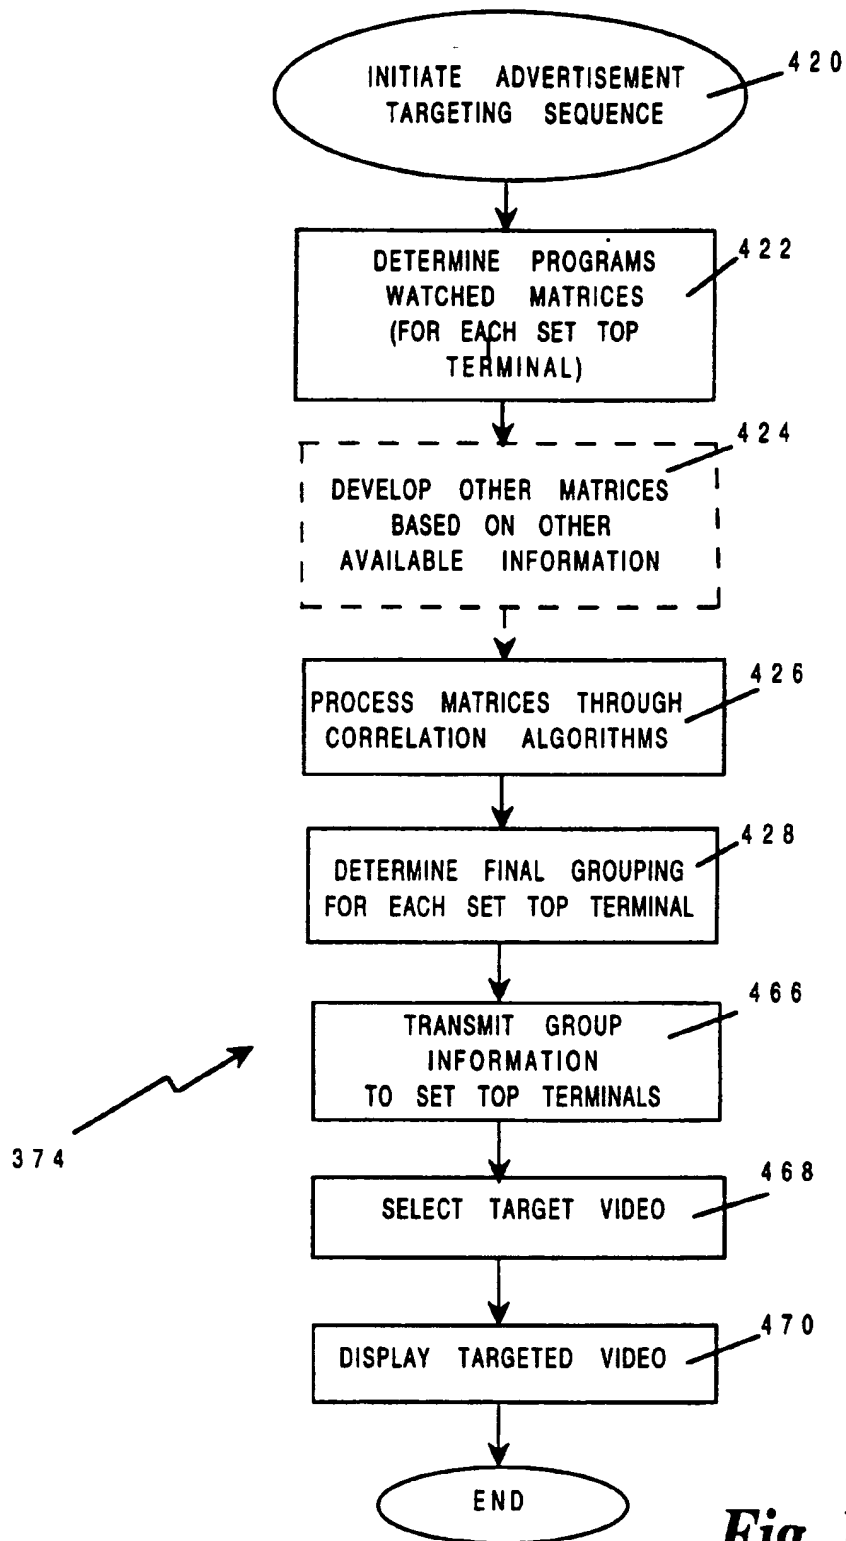 INITIATE ADVERTISEMENT
TARGETING SEQUENCE
420
DETERMINE PROGRAMS
WATCHED MATRICES
(FOR EACH SET TOP
TERMINAL)
422
424
DEVELOP OTHER MATRICES
BASED ON OTHER
AVAILABLE INFORMATION
426
PROCESS MATRICES THROUGH
CORRELATION ALGORITHMS
428
DETERMINE FINAL GROUPING
FOR EACH SET TOP TERMINAL
466
TRANSMIT GROUP
INFORMATION
TO SET TOP TERMINALS
374
468
SELECT TARGET VIDEO
470
DISPLAY TARGETED VIDEO
END
Fig.